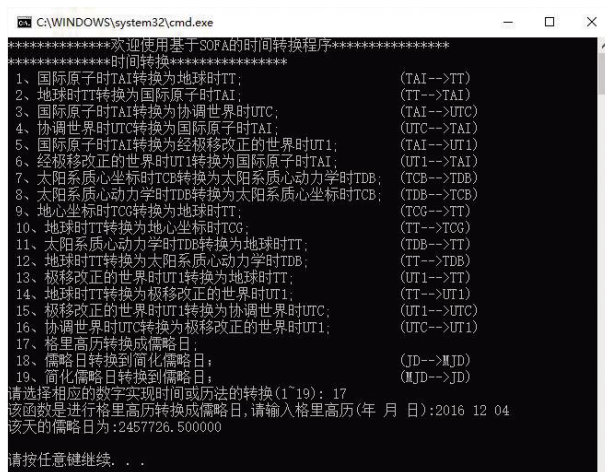 C:\WINDOWS\system32\cmd.exe
**************欢迎使用基于SOFA的时间转换程序****************
**************时间转换****************
1、国际原子时TAI转换为地球时TT; (TAI-->TT)
2、地球时TT转换为国际原子时TAI; (TT-->TAI)
3、国际原子时TAI转换为协调世界时UTC; (TAI-->UTC)
4、协调世界时UTC转换为国际原子时TAI; (UTC-->TAI)
5、国际原子时TAI转换为经极移改正的世界时UT1; (TAI-->UT1)
6、经极移改正的世界时UT1转换为国际原子时TAI; (UT1-->TAI)
7、太阳系质心坐标时TCB转换为太阳系质心动力学时TDB; (TCB-->TDB)
8、太阳系质心动力学时TDB转换为太阳系质心坐标时TCB; (TDB-->TCB)
9、地心坐标时TCG转换为地球时TT; (TCG-->TT)
10、地球时TT转换为地心坐标时TCG; (TT-->TCG)
11、太阳系质心动力学时TDB转换为地球时TT; (TDB-->TT)
12、地球时TT转换为太阳系质心动力学时TDB; (TT-->TDB)
13、极移改正的世界时UT1转换为地球时TT; (UT1-->TT)
14、地球时TT转换为极移改正的世界时UT1; (TT-->UT1)
15、极移改正的世界时UT1转换为协调世界时UTC; (UT1-->UTC)
16、协调世界时UTC转换为极移改正的世界时UT1; (UTC-->UT1)
17、格里高历转换成儒略日;
18、儒略日转换到简化儒略日; (JD-->MJD)
19、简化儒略日转换到儒略日; (MJD-->JD)
请选择相应的数字实现时间或历法的转换(1~19): 17
该函数是进行格里高历转换成儒略日,请输入格里高历(年 月 日):2016 12 04
该天的儒略日为:2457726.500000
请按任意键继续. . .